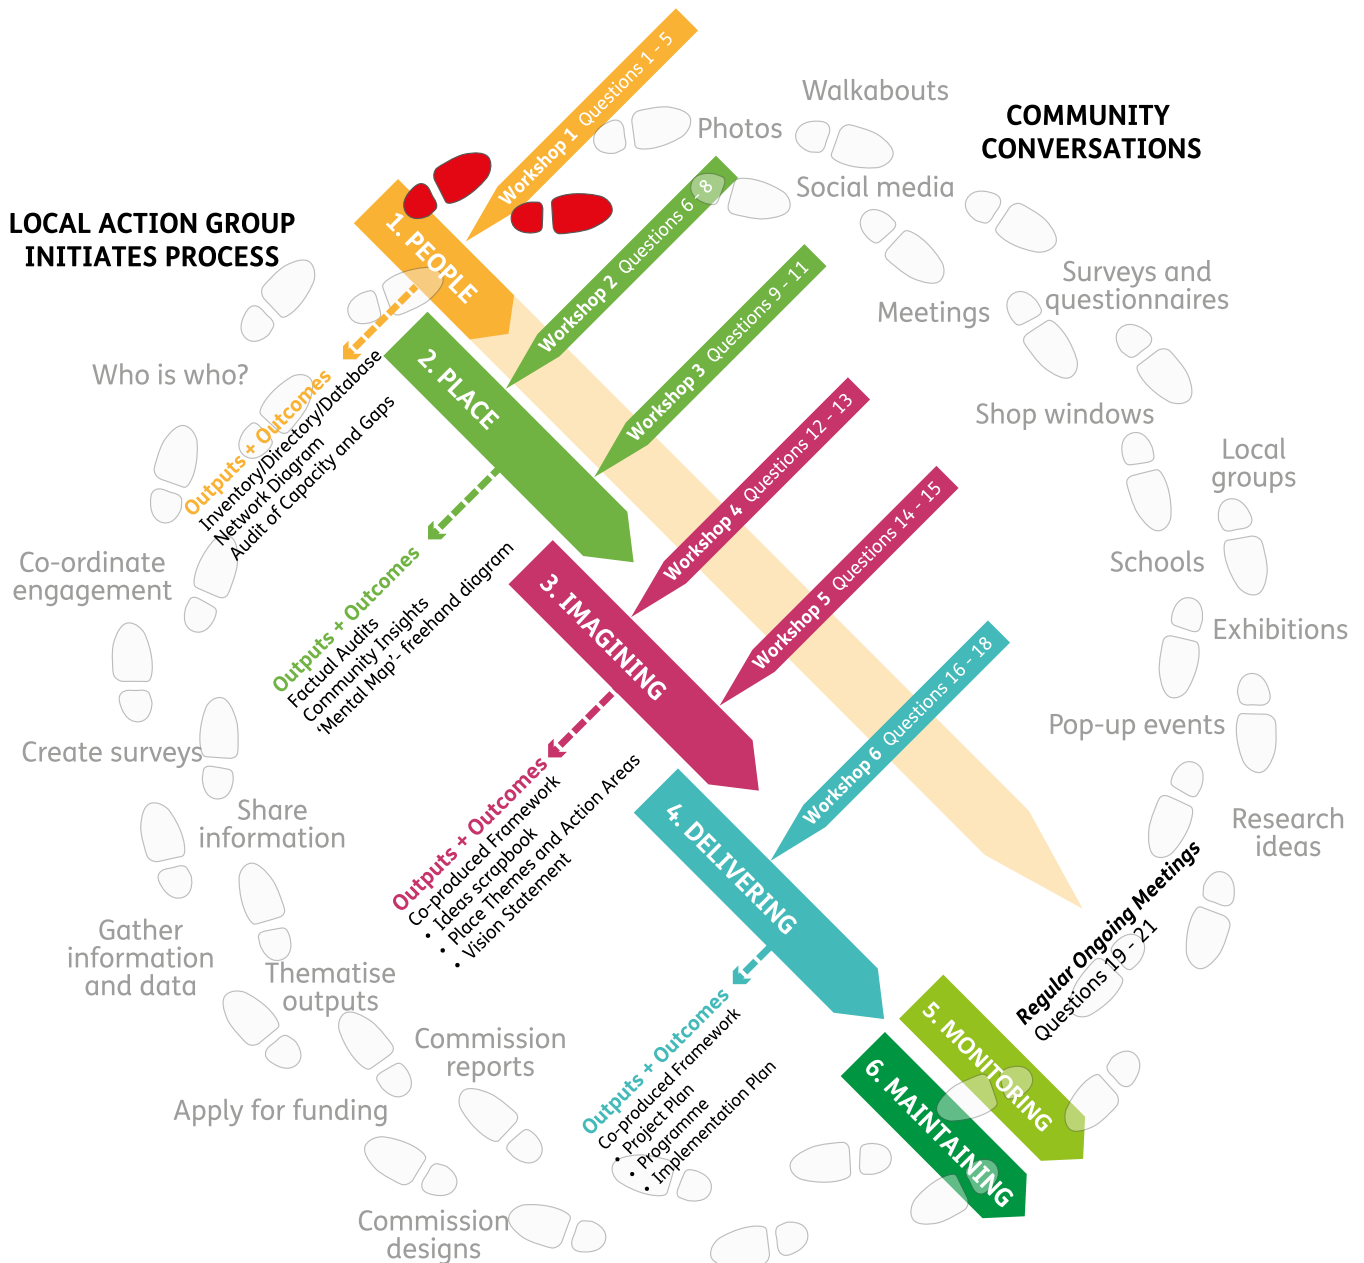 LOCAL ACTION GROUP
INITIATES PROCESS
COMMUNITY
CONVERSATIONS
1. PEOPLE
Workshop 1 Questions 1 - 5
Outputs + Outcomes
Inventory/Directory/Database
Network Diagram
Audit of Capacity and Gaps
2. PLACE
Workshop 2 Questions 6 - 8
Workshop 3 Questions 9 - 11
Outputs + Outcomes
Factual Audits
Community Insights
‘Mental Map’- freehand diagram
3. IMAGINING
Workshop 4 Questions 12 - 13
Workshop 5 Questions 14 - 15
Outputs + Outcomes
Co-produced Framework
• Ideas scrapbook
• Place Themes and Action Areas
• Vision Statement
4. DELIVERING
Workshop 6 Questions 16 - 18
Outputs + Outcomes
Co-produced Framework
• Project Plan
• Programme
• Implementation Plan
5. MONITORING
6. MAINTAINING
Regular Ongoing Meetings
Questions 19 - 21
Photos
Walkabouts
Social media
Meetings
Surveys and
questionnaires
Shop windows
Local
groups
Schools
Exhibitions
Pop-up events
Research
ideas
Who is who?
Co-ordinate
engagement
Create surveys
Share
information
Gather
information
and data
Thematise
outputs
Commission
reports
Apply for funding
Commission
designs